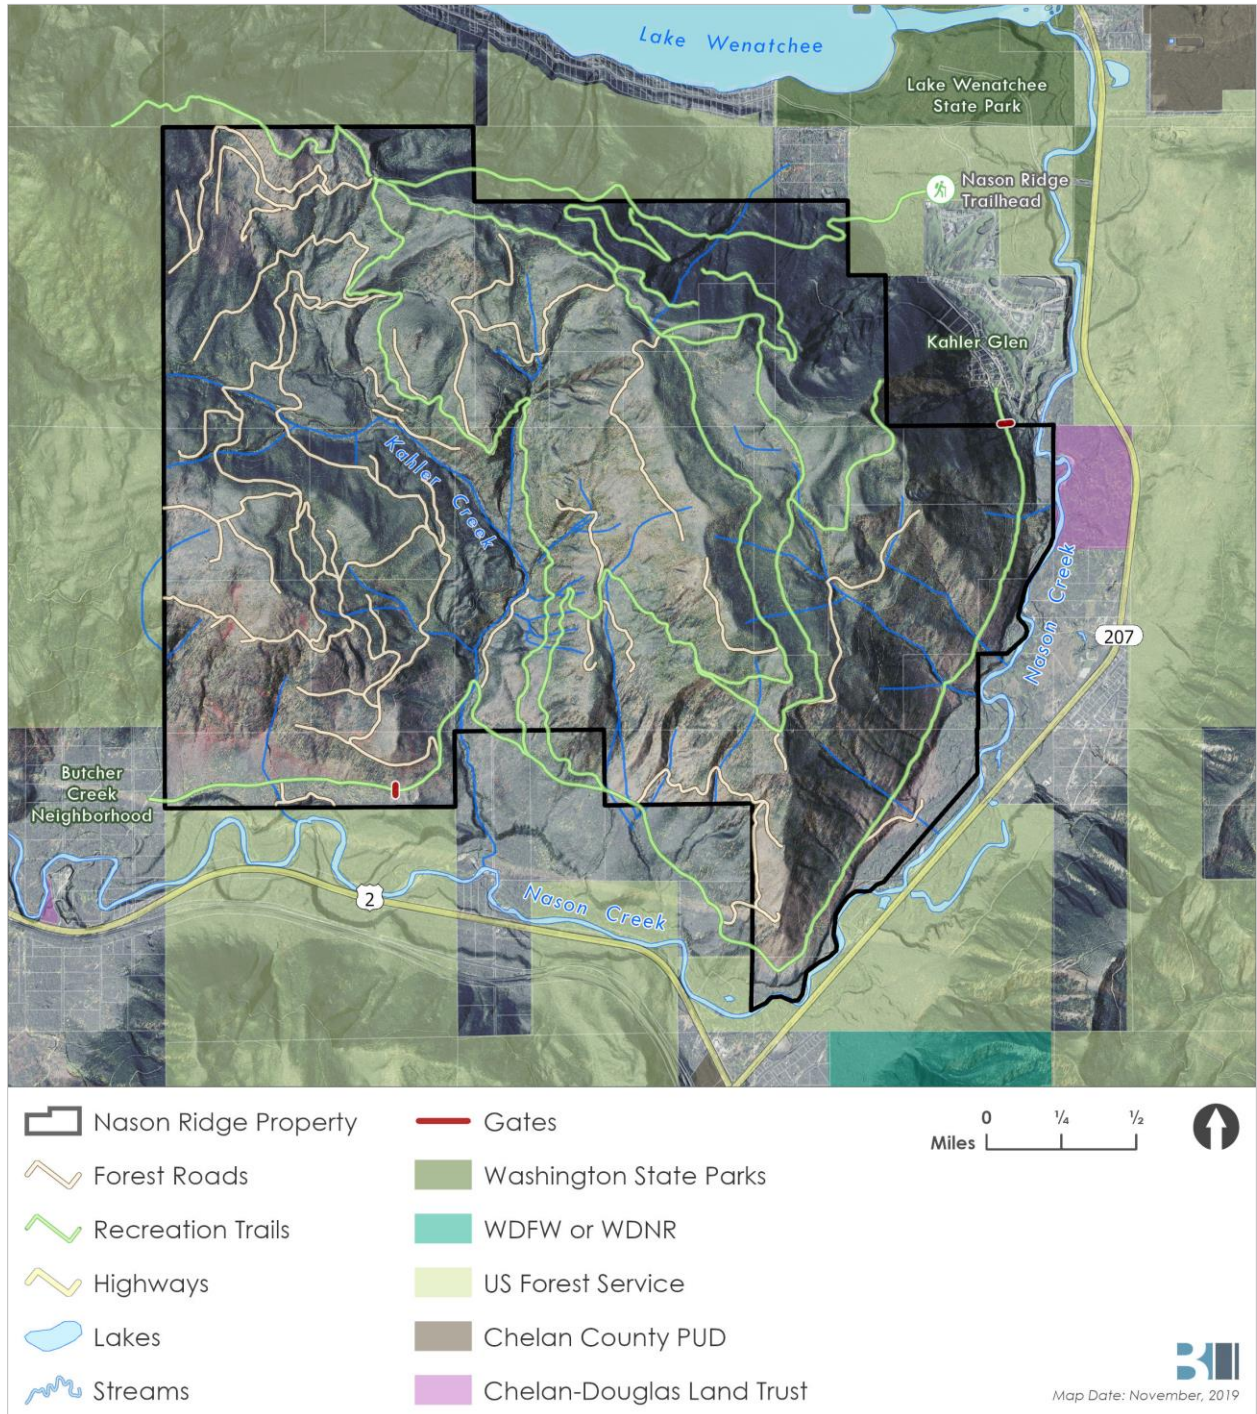 Lake Wenatchee
Lake Wenatchee
State Park
Nason Ridge
Trailhead
Kahler Glen
Kahler Creek
Nason Creek
207
Butcher
Creek
Neighborhood
2
Nason Creek
Nason Ridge Property
Forest Roads
Recreation Trails
Highways
Lakes
Streams
Gates
Washington State Parks
WDFW or WDNR
US Forest Service
Chelan County PUD
Chelan-Douglas Land Trust
0 ¼ ½
Miles
Map Date: November, 2019